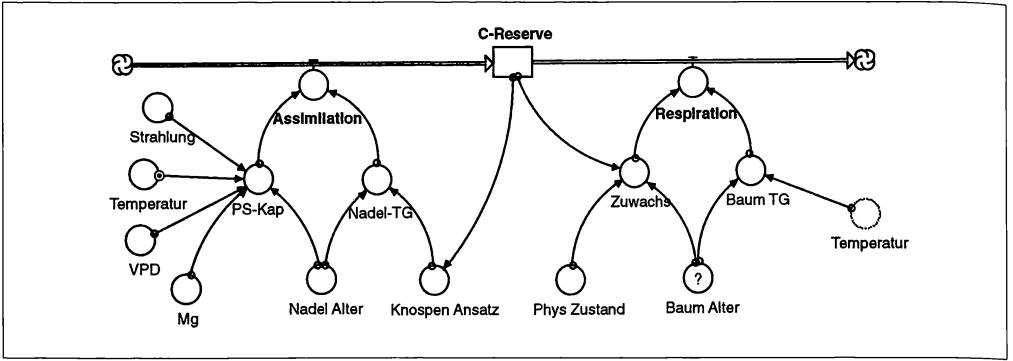 C-Reserve
Assimilation
Respiration
Strahlung
Temperatur
PS-Kap
Nadel-TG
Zuwachs
Baum TG
Temperatur
VPD
Mg
Nadel Alter
Knospen Ansatz
Phys Zustand
?
Baum Alter